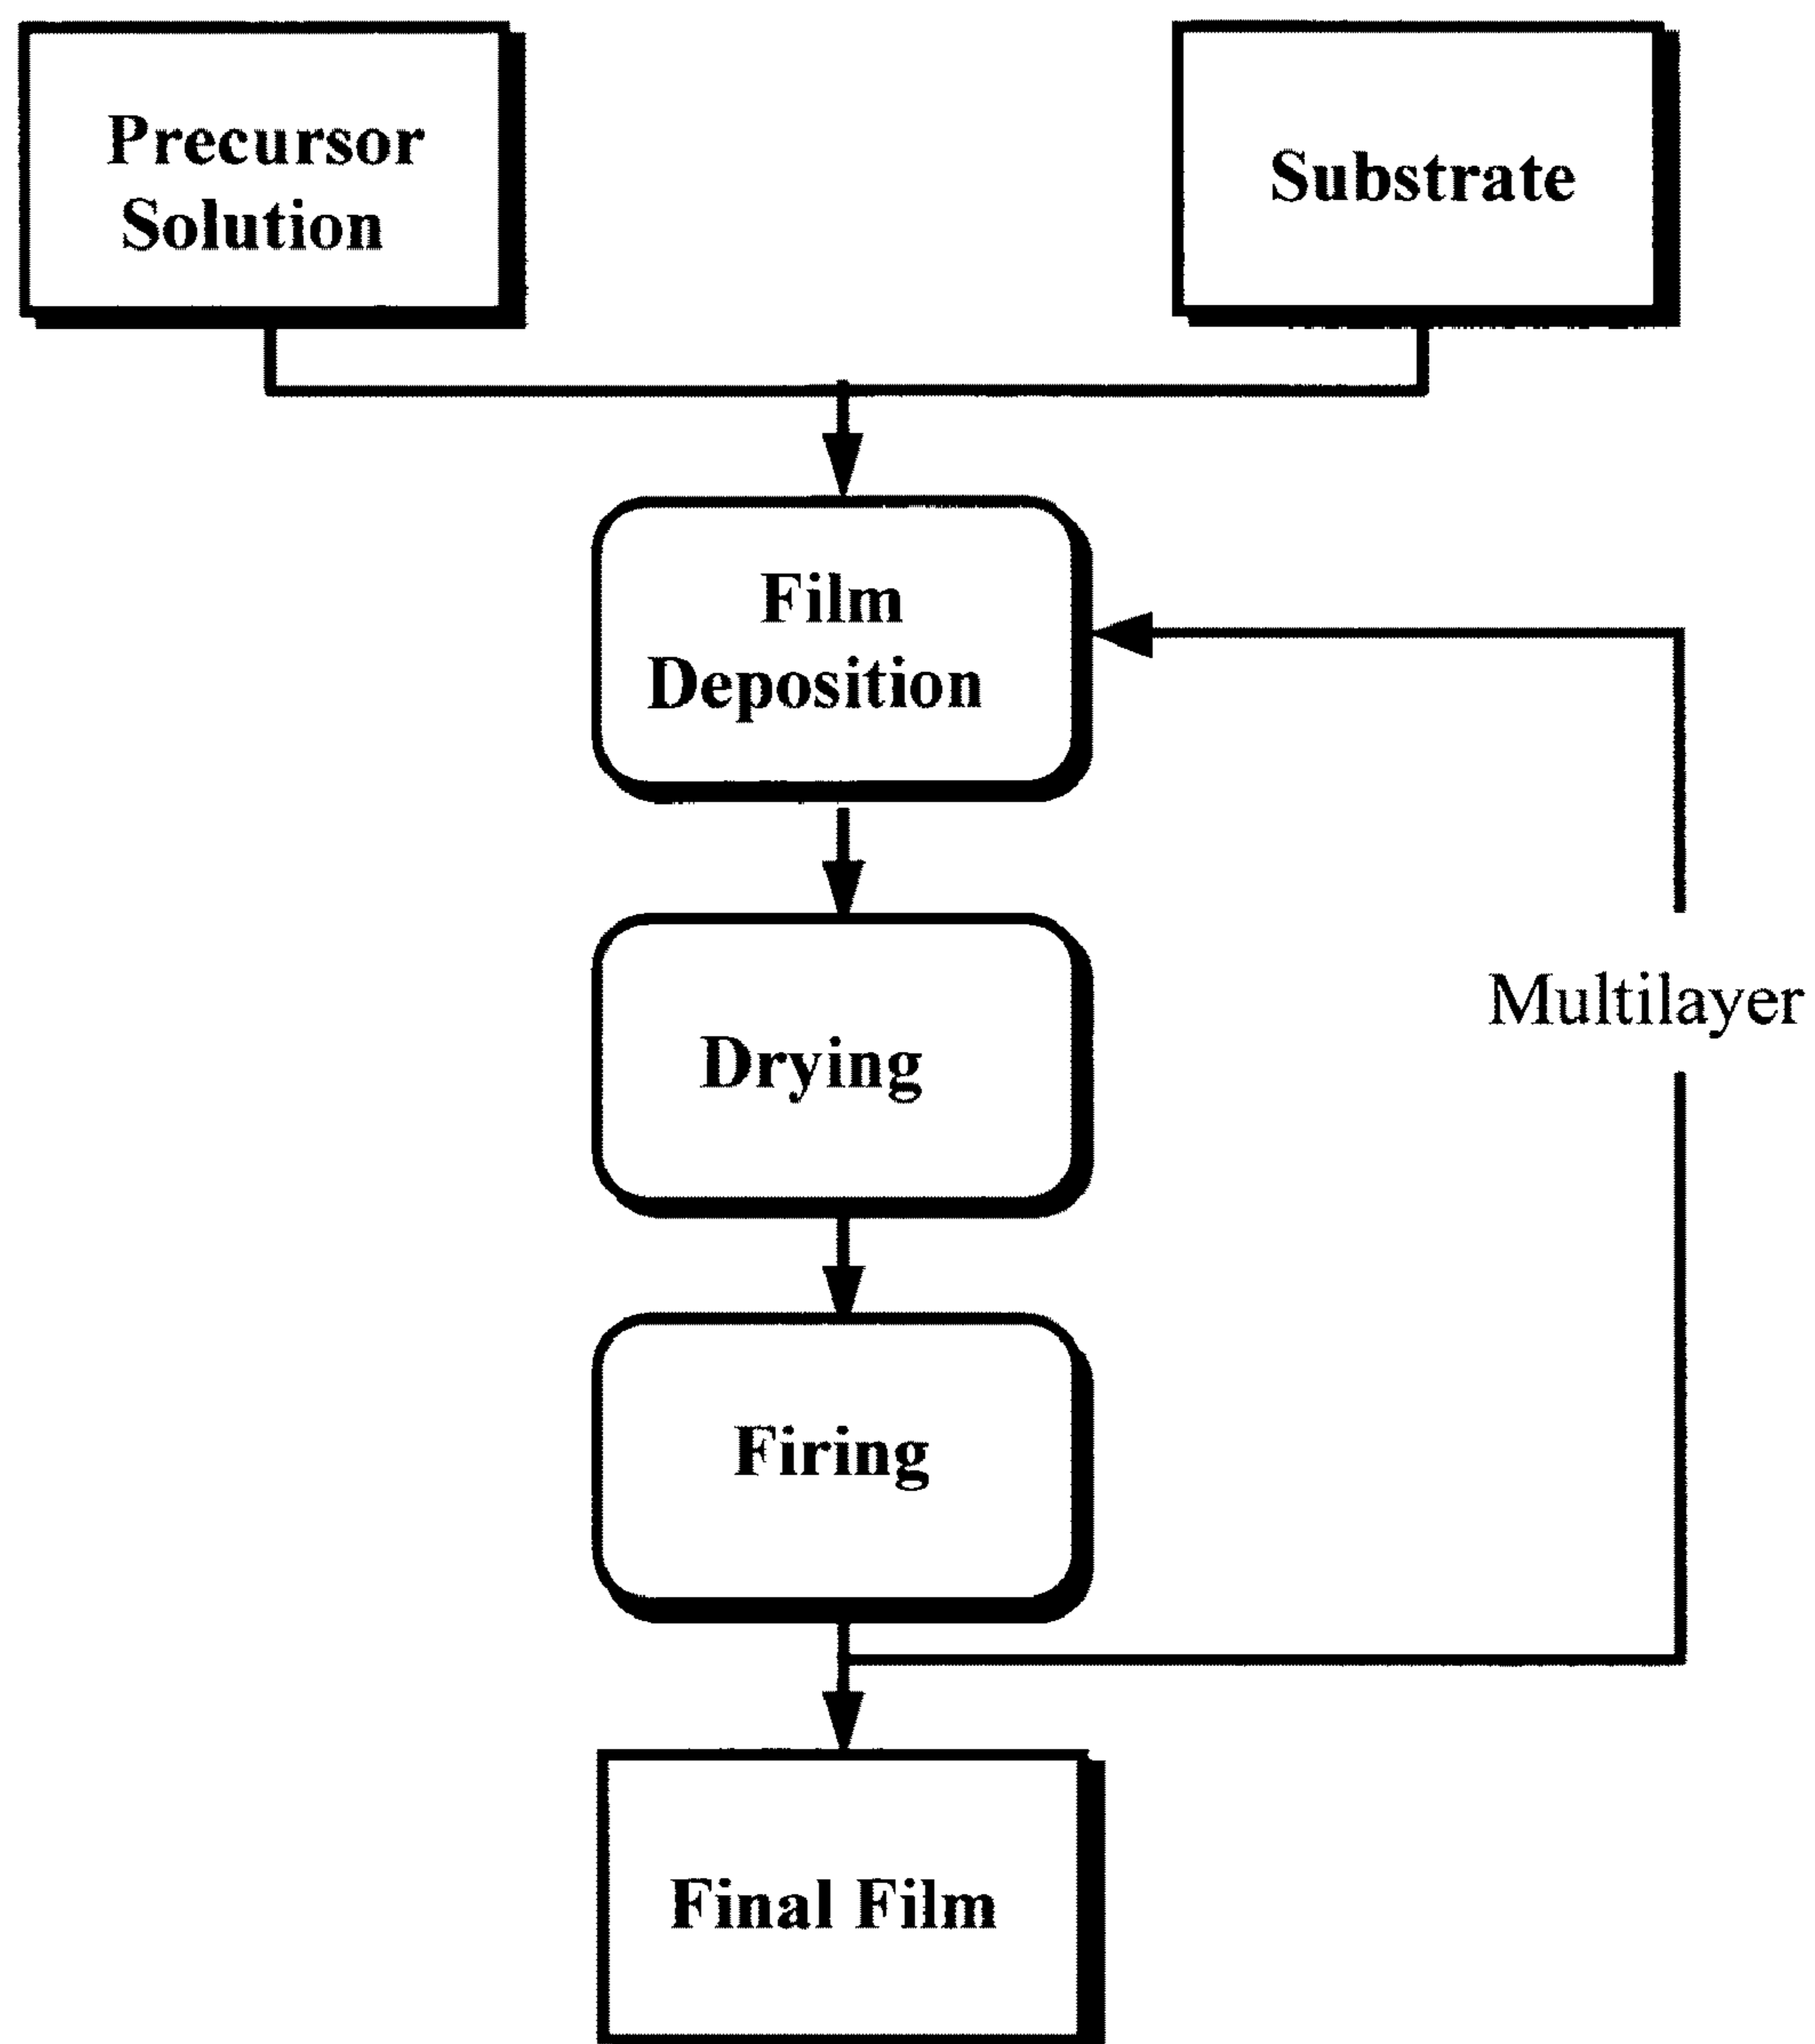 Precursor
Solution
Substrate
Film
Deposition
Multilayer
Drying
Firing
Final Film